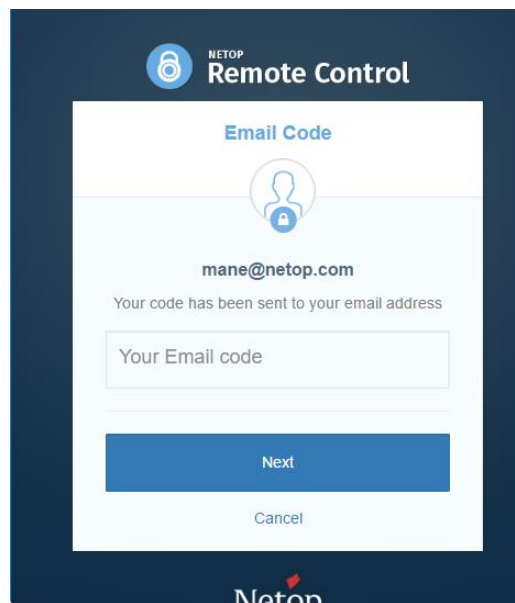 NETOP
Remote Control
Email Code
mane@netop.com
Your code has been sent to your email address
Your Email code
Next
Cancel
Netop